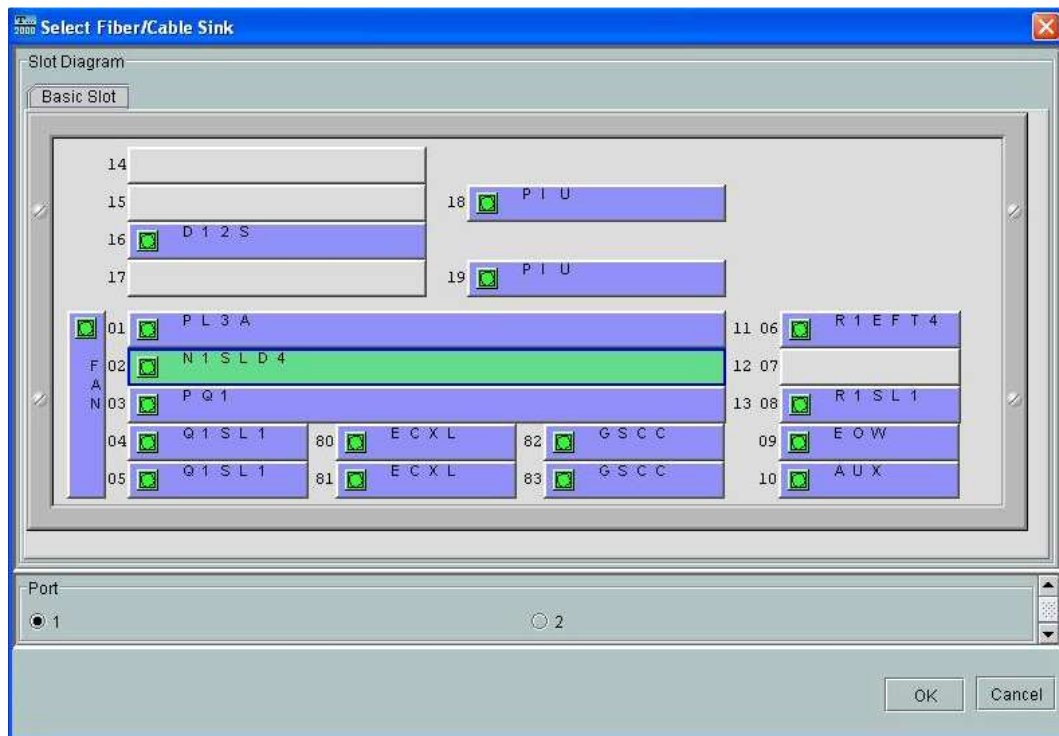 T... 2000 Select Fiber/Cable Sink
Slot Diagram
Basic Slot
14
15 18 PIU
16 D12S
17 19 PIU
01 PL3A 11 06 R1EFT4
FAN 02 N1SLD4 12 07
03 PQ1 13 08 R1SL1
04 Q1SL1 80 ECXL 82 GSCC 09 EOW
05 Q1SL1 81 ECXL 83 GSCC 10 AUX
Port
1 2
OK Cancel